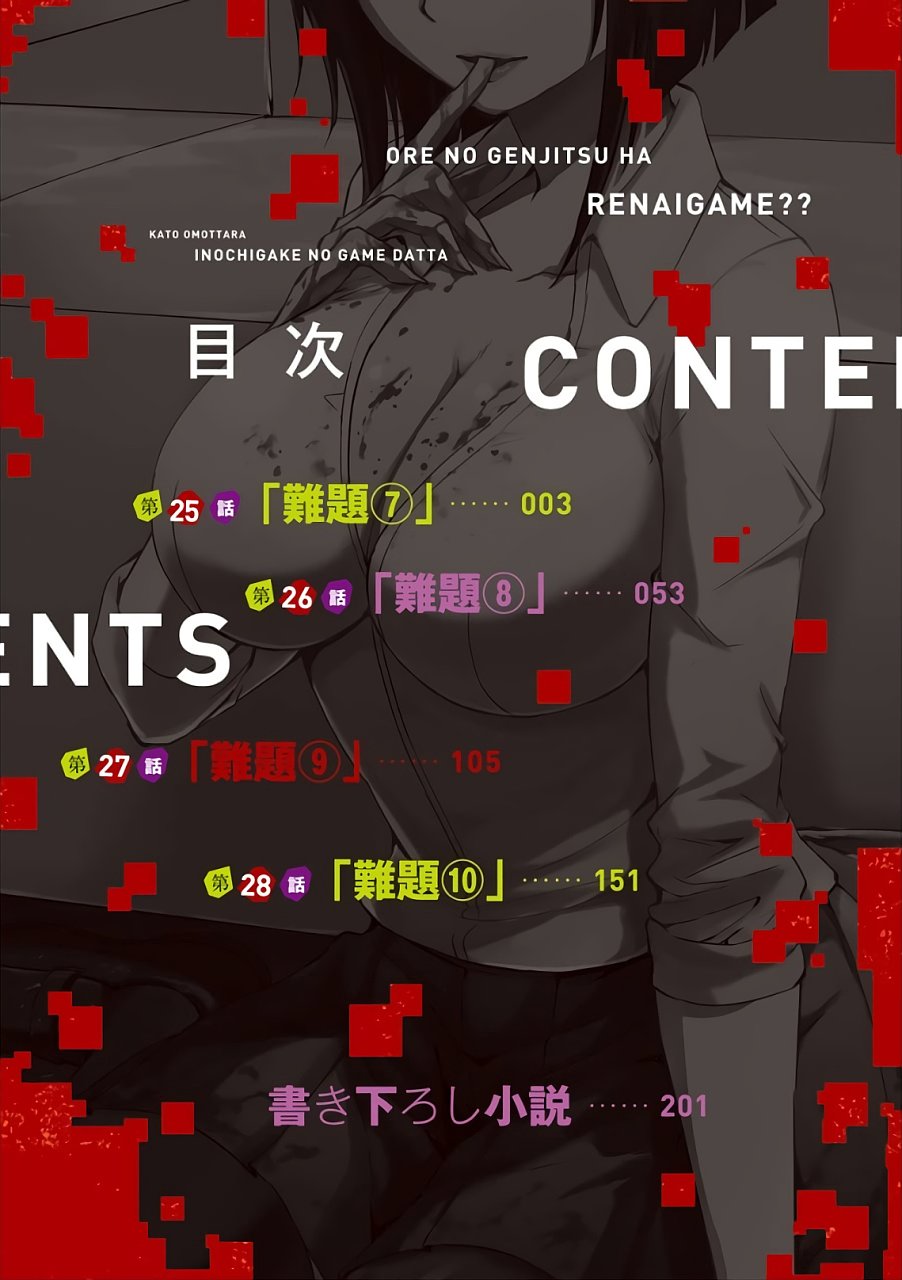 ORE NO GENJITSU HA
RENAIGAME??
KATO OMOTTARA
INOCHIGAKE NO GAME DATTA
目次
CONTE
ENTS
第25話「難題⑦」……003
第26話「難題⑧」……053
第27話「難題⑨」……105
第28話「難題⑩」……151
書き下ろし小説……201